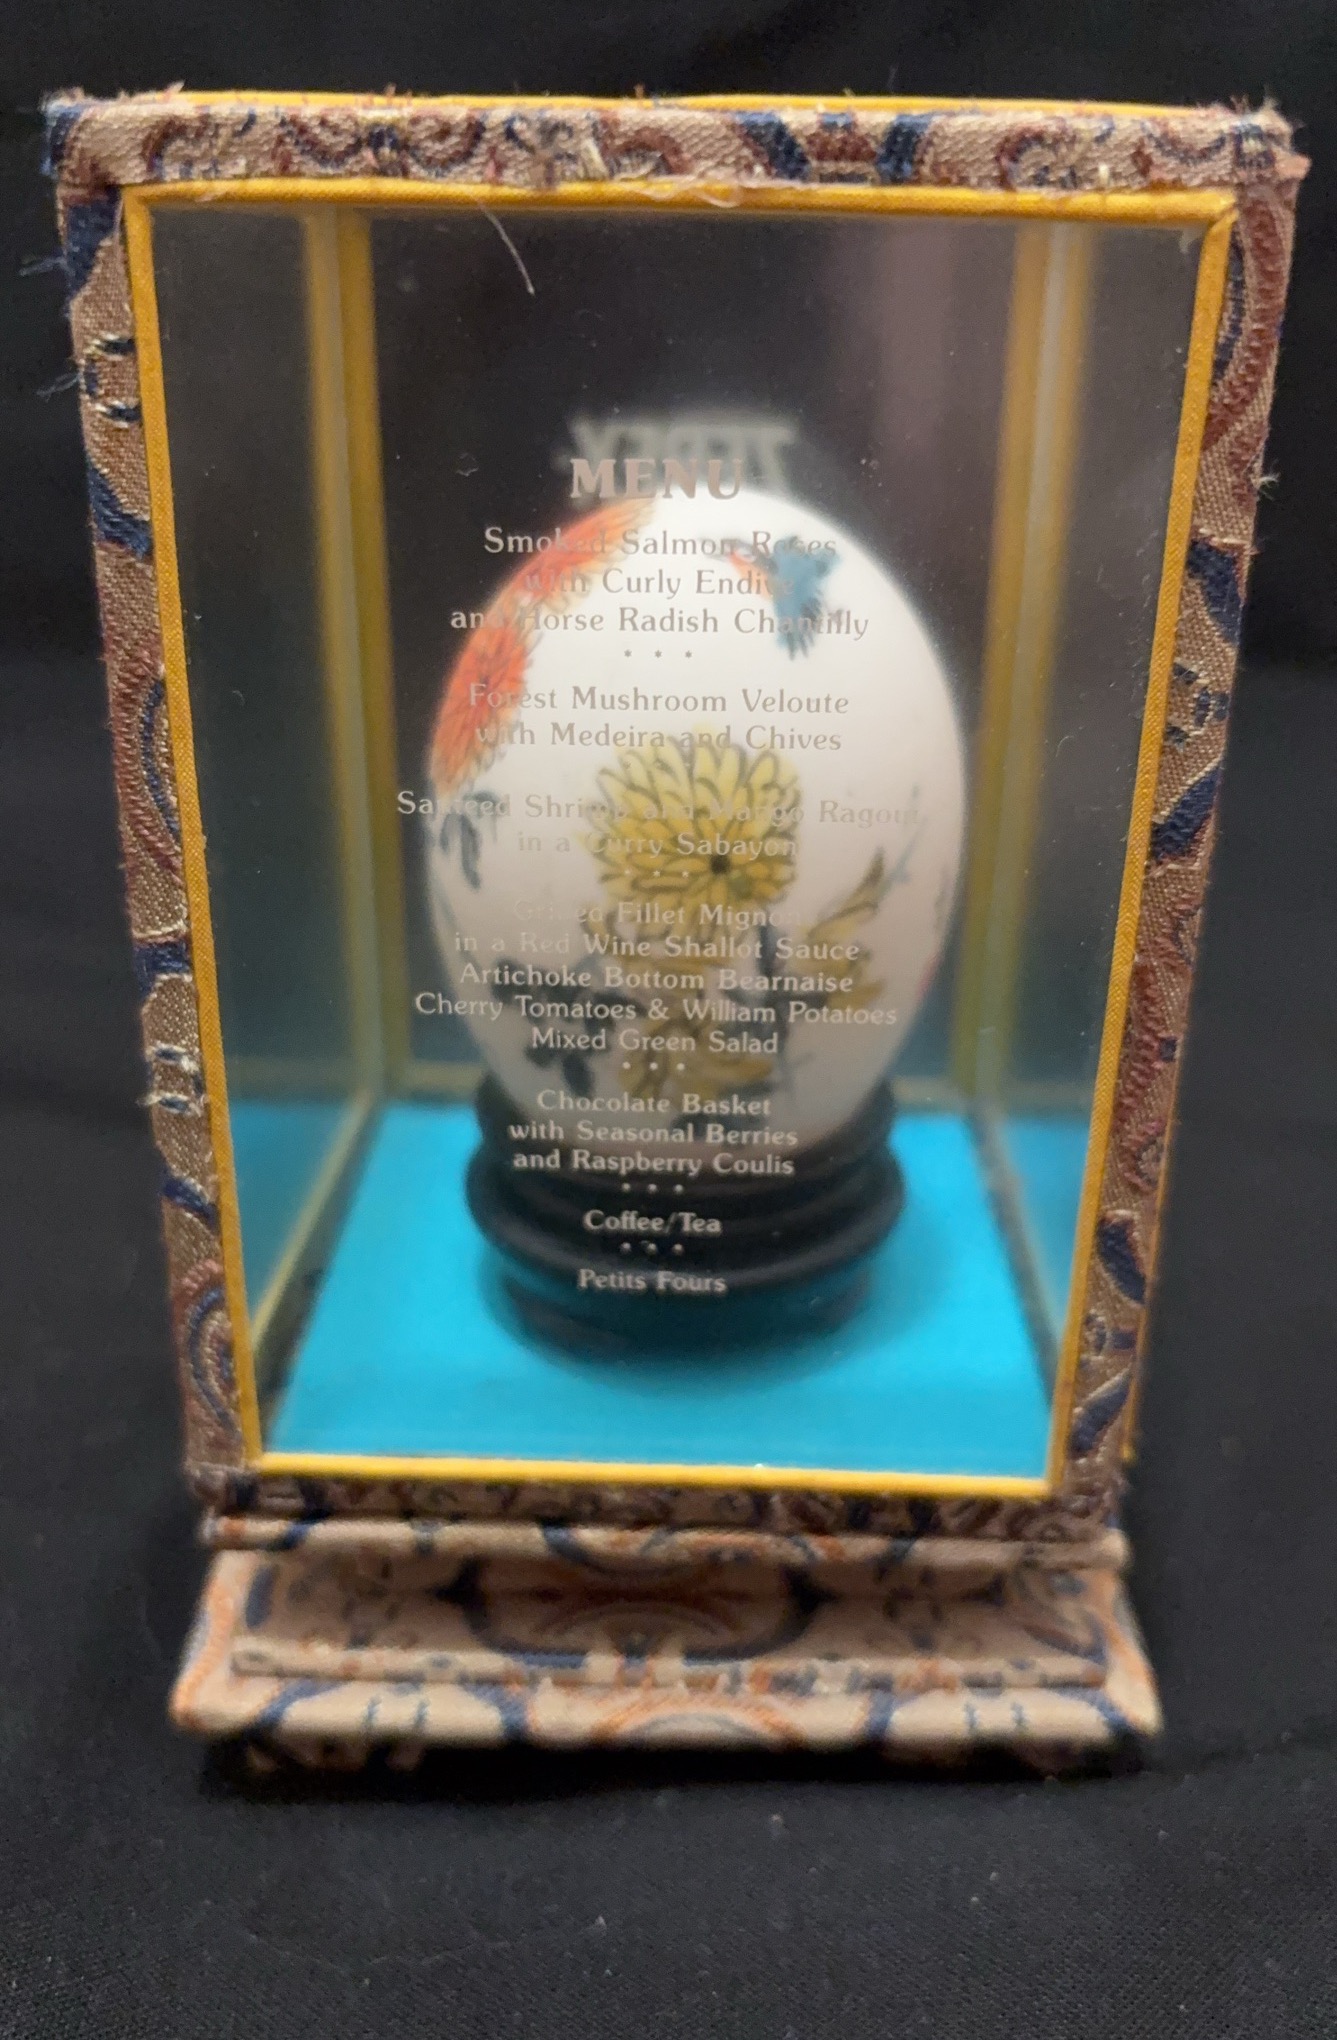 MENU
Smoked Salmon Roses
with Curly Endive
and Horse Radish Chantilly
* * *
Forest Mushroom Veloute
with Medeira and Chives
Sauteed Shrimp and Mango Ragout
in a Curry Sabayon
* * *
Grilled Fillet Mignon
in a Red Wine Shallot Sauce
Artichoke Bottom Bearnaise
Cherry Tomatoes & William Potatoes
Mixed Green Salad
* * *
Chocolate Basket
with Seasonal Berries
and Raspberry Coulis
* * *
Coffee/Tea
* * *
Petits Fours